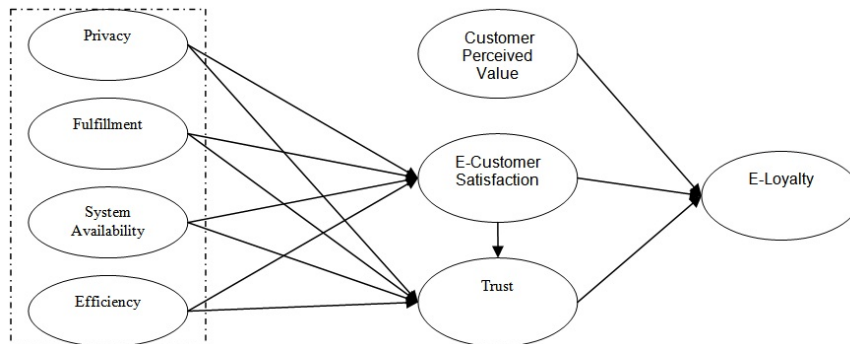 Privacy
Fulfillment
System
Availability
Efficiency
Customer
Perceived
Value
E-Customer
Satisfaction
Trust
E-Loyalty